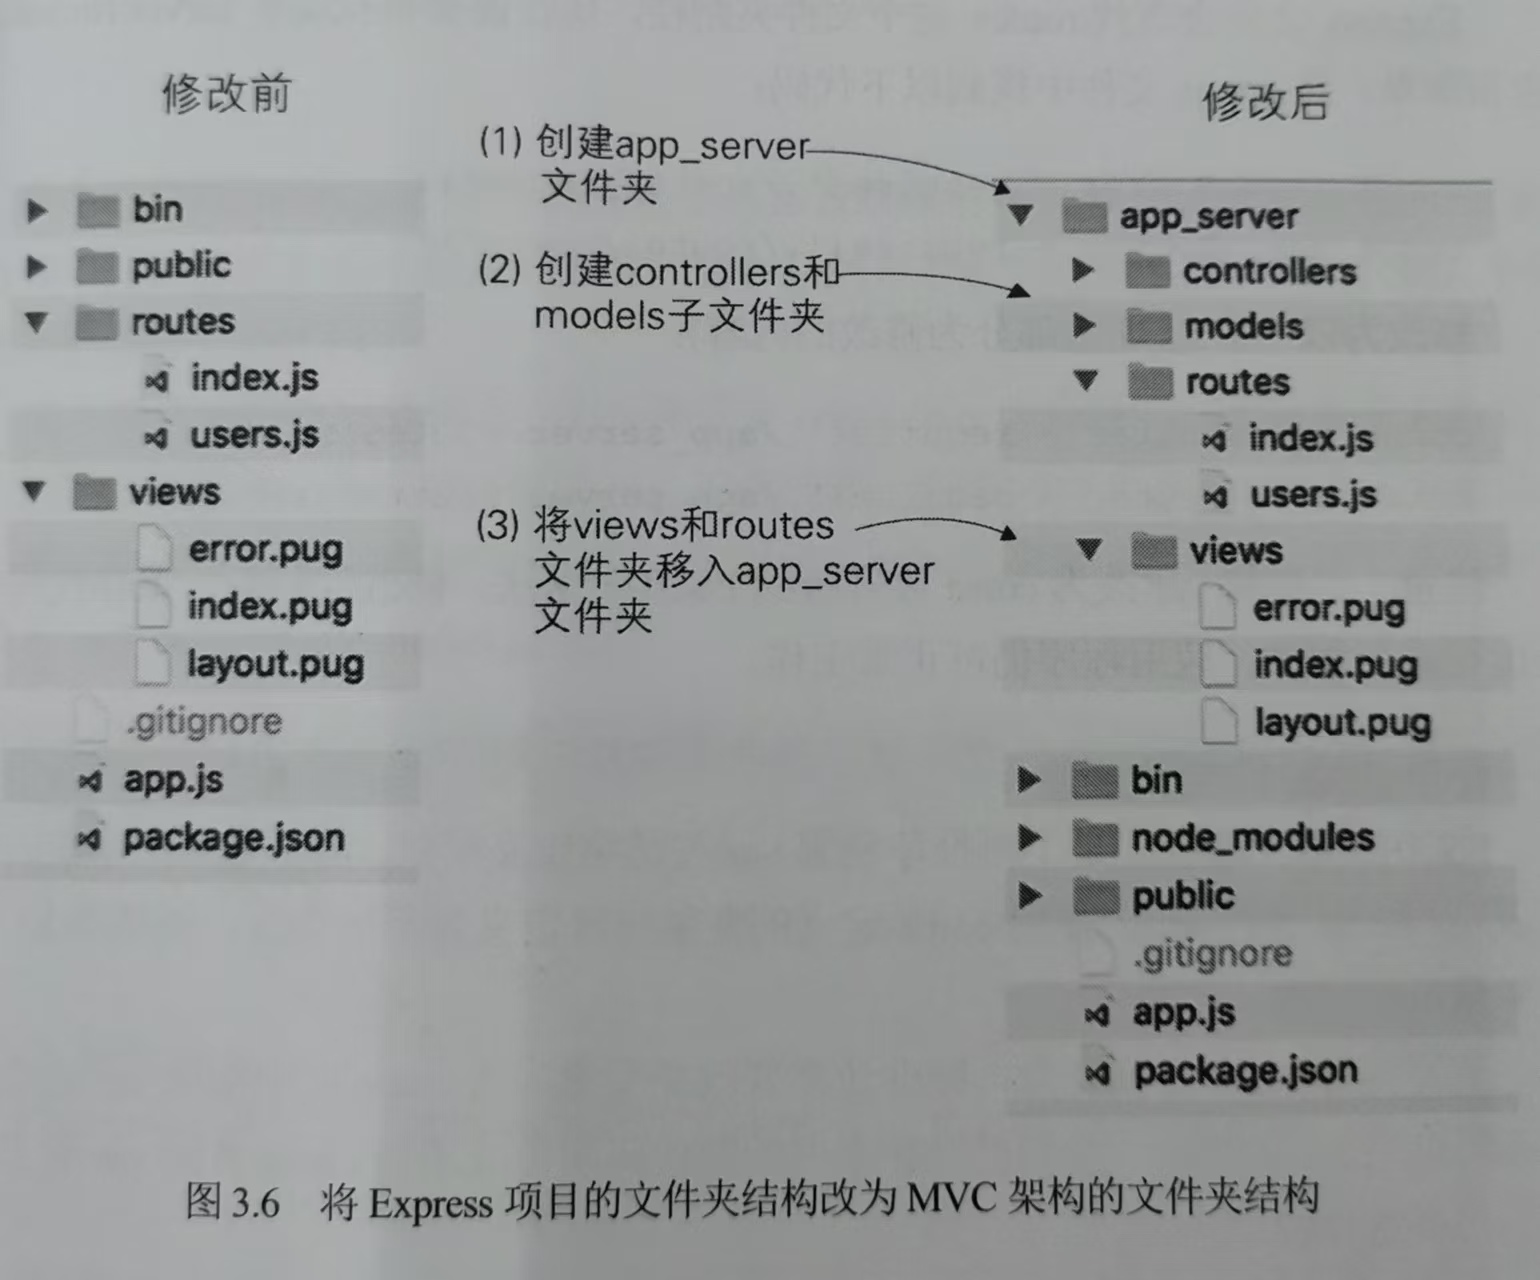 修改前
bin
public
routes
index.js
users.js
views
error.pug
index.pug
layout.pug
.gitignore
app.js
package.json
(1) 创建app_server
文件夹
(2) 创建controllers和
models子文件夹
(3) 将views和routes
文件夹移入app_server
文件夹
修改后
app_server
controllers
models
routes
index.js
users.js
views
error.pug
index.pug
layout.pug
bin
node_modules
public
.gitignore
app.js
package.json
图 3.6 将 Express 项目的文件夹结构改为 MVC 架构的文件夹结构